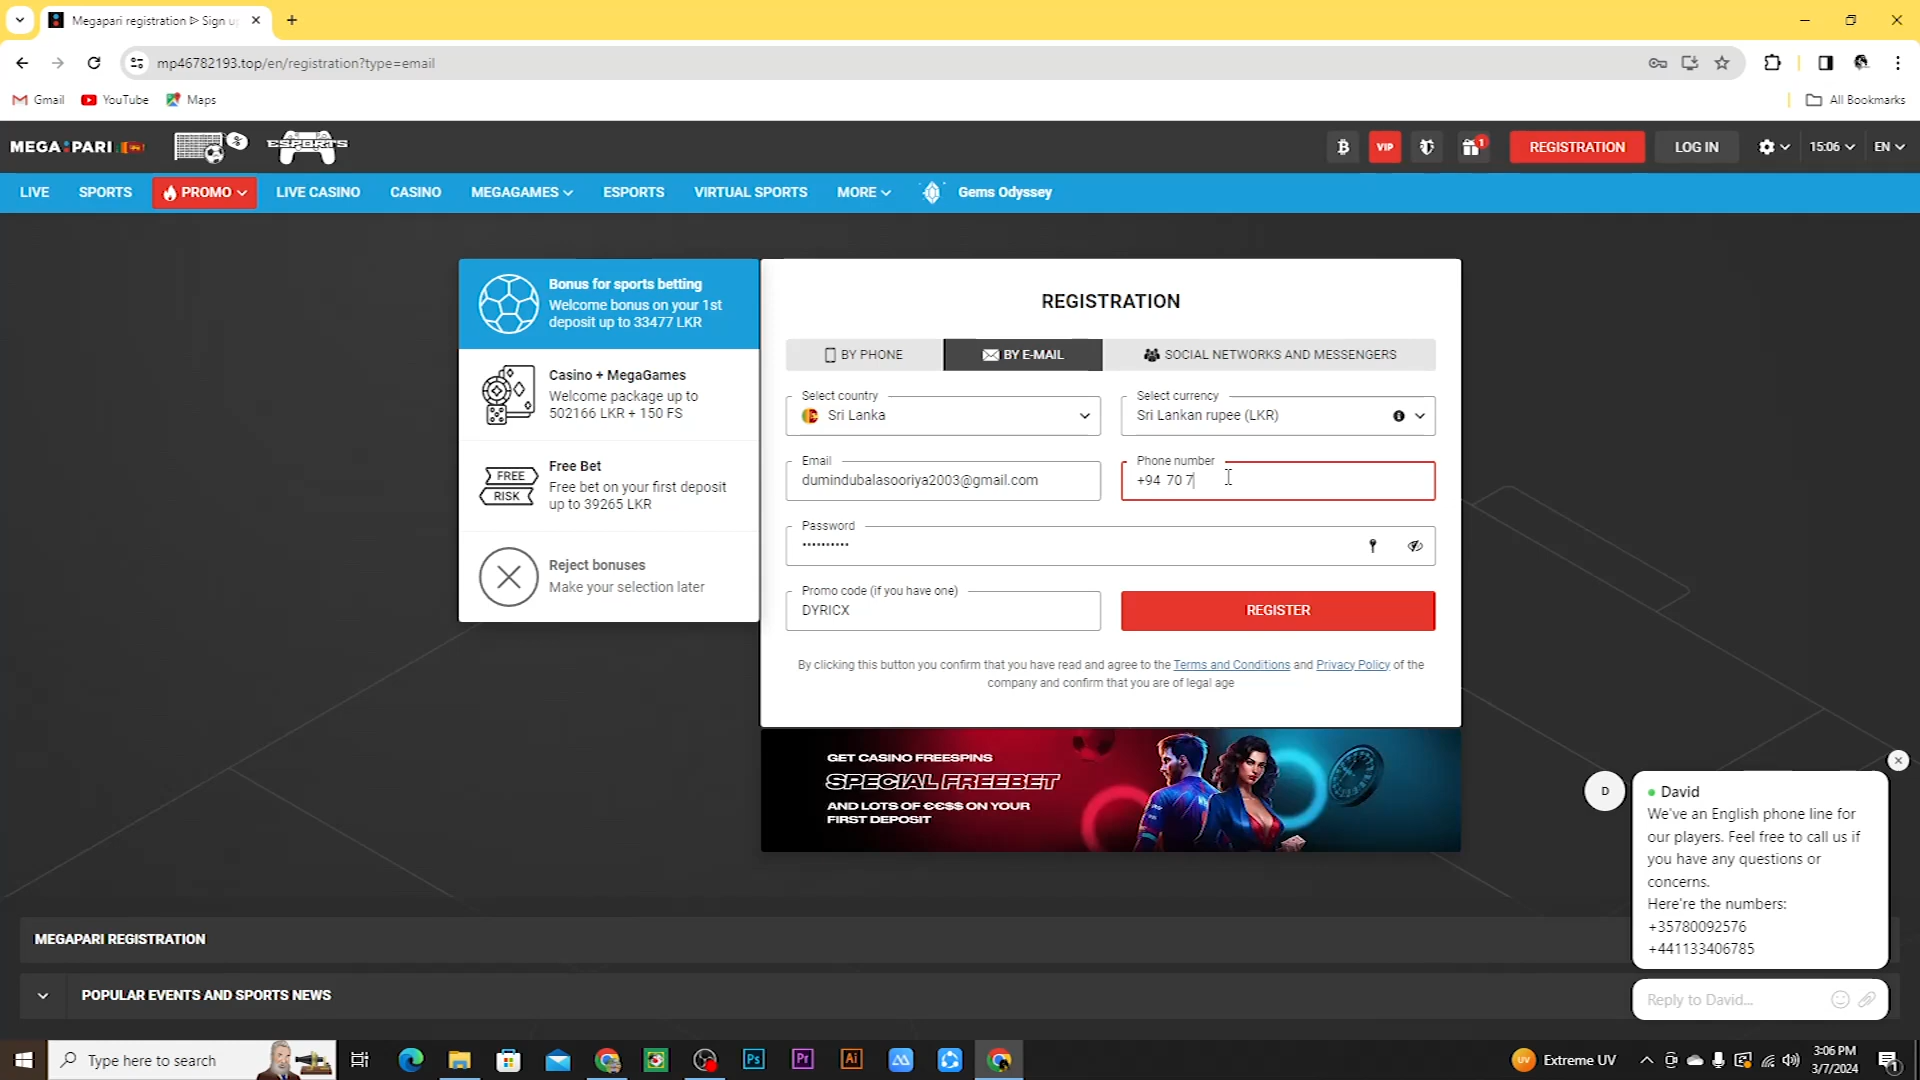 Megapari registration ᐉ Sign u
mp46782193.top/en/registration?type=email
Gmail
YouTube
Maps
All Bookmarks
MEGAPARI
ESPORTS
VIP
1
REGISTRATION
LOG IN
15:06
EN
LIVE
SPORTS
PROMO
LIVE CASINO
CASINO
MEGAGAMES
ESPORTS
VIRTUAL SPORTS
MORE
Gems Odyssey
Bonus for sports betting
Welcome bonus on your 1st
deposit up to 33477 LKR
Casino + MegaGames
Welcome package up to
502166 LKR + 150 FS
FREE
RISK
Free Bet
Free bet on your first deposit
up to 39265 LKR
Reject bonuses
Make your selection later
REGISTRATION
BY PHONE
BY E-MAIL
SOCIAL NETWORKS AND MESSENGERS
Select country
Sri Lanka
Select currency
Sri Lankan rupee (LKR)
Email
dumindubalasooriya2003@gmail.com
Phone number
+94 70 7
Password
••••••••••
Promo code (if you have one)
DYRICX
REGISTER
By clicking this button you confirm that you have read and agree to the Terms and Conditions and Privacy Policy of the
company and confirm that you are of legal age
GET CASINO FREESPINS
SPECIAL FREEBET
AND LOTS OF €€$$ ON YOUR
FIRST DEPOSIT
D
David
We've an English phone line for
our players. Feel free to call us if
you have any questions or
concerns.
Here're the numbers:
+35780092576
+441133406785
Reply to David...
MEGAPARI REGISTRATION
POPULAR EVENTS AND SPORTS NEWS
Type here to search
Ps
Pr
Ai
UV
Extreme UV
3:06 PM
3/7/2024
1